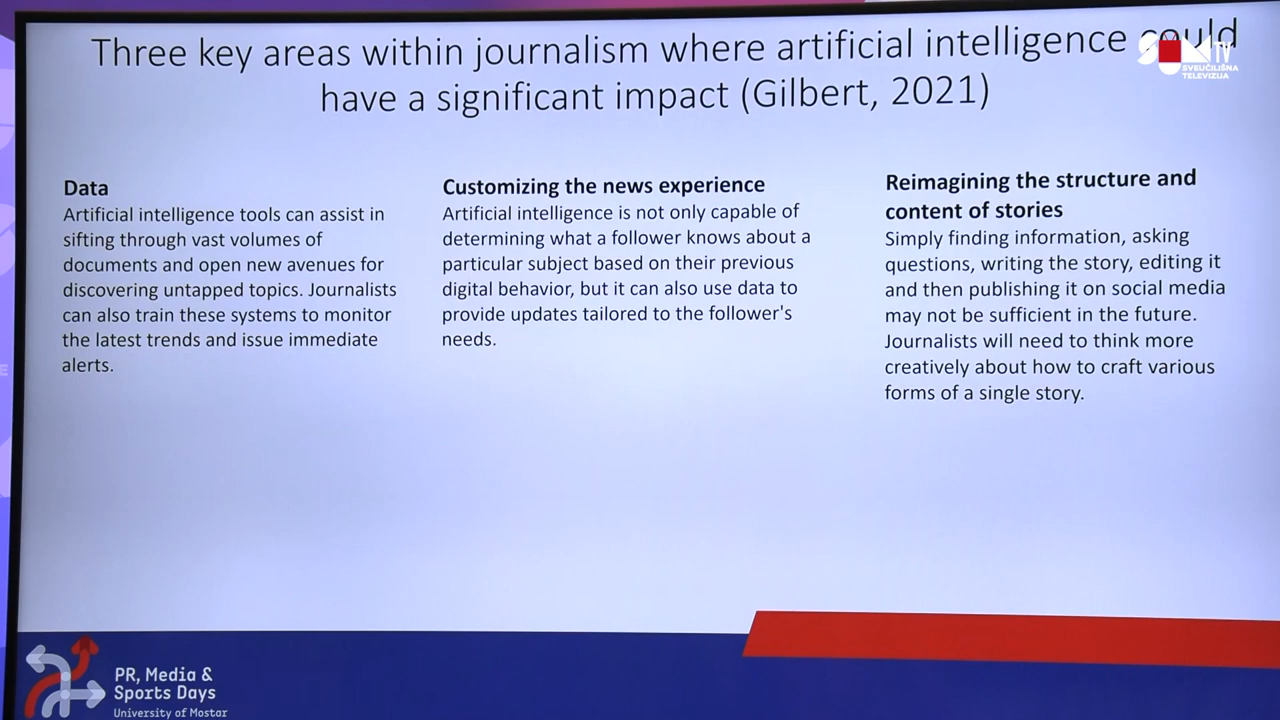 Three key areas within journalism where artificial intelligence could
have a significant impact (Gilbert, 2021)
SUMTV
SVEUČILIŠNA
TELEVIZIJA
Data
Artificial intelligence tools can assist in
sifting through vast volumes of
documents and open new avenues for
discovering untapped topics. Journalists
can also train these systems to monitor
the latest trends and issue immediate
alerts.
Customizing the news experience
Artificial intelligence is not only capable of
determining what a follower knows about a
particular subject based on their previous
digital behavior, but it can also use data to
provide updates tailored to the follower's
needs.
Reimagining the structure and
content of stories
Simply finding information, asking
questions, writing the story, editing it
and then publishing it on social media
may not be sufficient in the future.
Journalists will need to think more
creatively about how to craft various
forms of a single story.
PR, Media &
Sports Days
University of Mostar